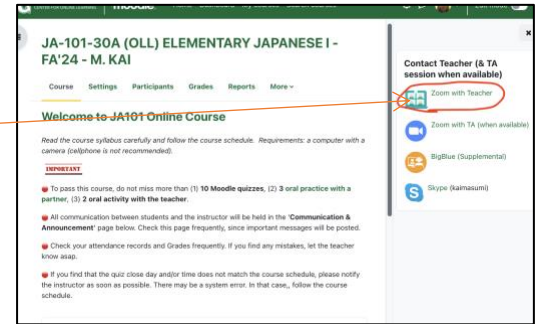 CENTER FOR ONLINE LEARNING moodle
JA-101-30A (OLL) ELEMENTARY JAPANESE I -
FA'24 - M. KAI
Course Settings Participants Grades Reports More
Welcome to JA101 Online Course
Read the course syllabus carefully and follow the course schedule. Requirements: a computer with a
camera (cellphone is not recommended).
IMPORTANT
To pass this course, do not miss more than (1) 10 Moodle quizzes, (2) 3 oral practice with a
partner, (3) 2 oral activity with the teacher.
All communication between students and the instructor will be held in the 'Communication &
Announcement" page below. Check this page frequently, since important messages will be posted.
Check your attendance records and Grades frequently. If you find any mistakes, let the teacher
know asap.
If you find that the quiz close day and/or time does not match the course schedule, please notify
the instructor as soon as possible. There may be a system error. In that case,, follow the course
schedule.
Contact Teacher (& TA
session when available)
Zoom with Teacher
Zoom with TA (when available)
BigBlue (Supplemental)
Skype (kaimasumi)